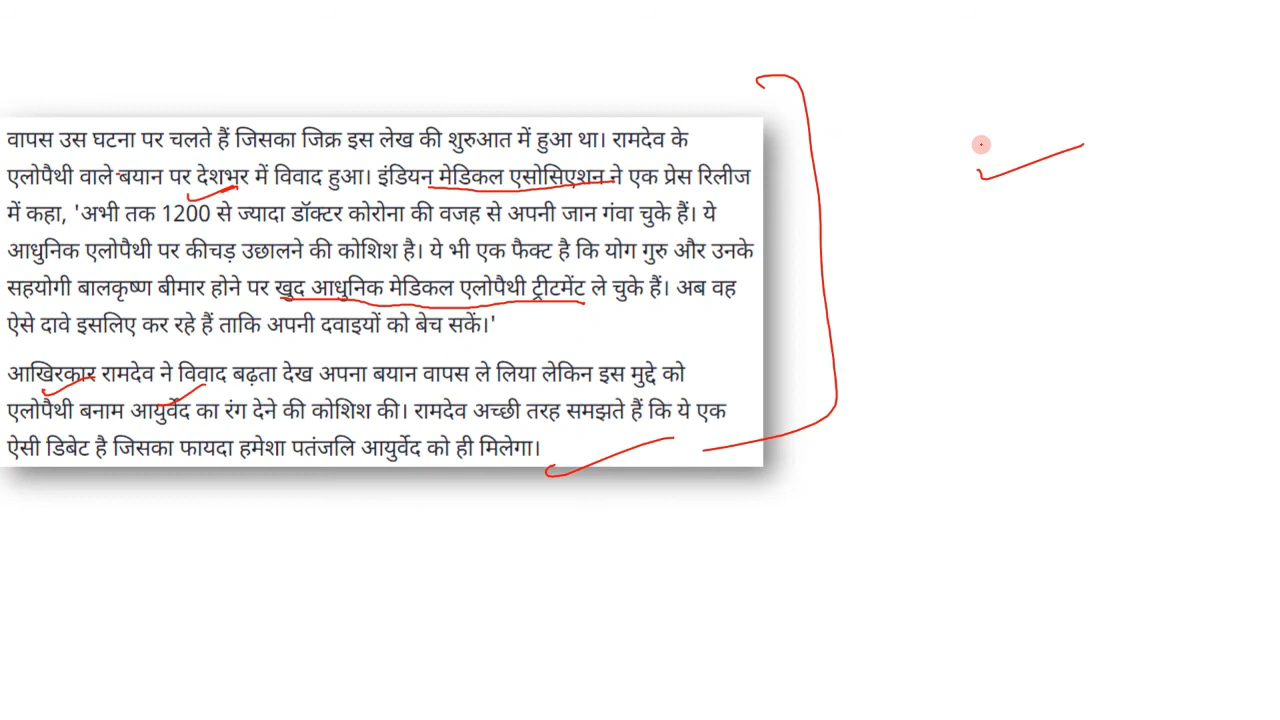 वापस उस घटना पर चलते हैं जिसका जिक्र इस लेख की शुरुआत में हुआ था। रामदेव के
एलोपैथी वाले बयान पर देशभर में विवाद हुआ। इंडियन मेडिकल एसोसिएशन ने एक प्रेस रिलीज
में कहा, 'अभी तक 1200 से ज्यादा डॉक्टर कोरोना की वजह से अपनी जान गंवा चुके हैं। ये
आधुनिक एलोपैथी पर कीचड़ उछालने की कोशिश है। ये भी एक फैक्ट है कि योग गुरु और उनके
सहयोगी बालकृष्ण बीमार होने पर खुद आधुनिक मेडिकल एलोपैथी ट्रीटमेंट ले चुके हैं। अब वह
ऐसे दावे इसलिए कर रहे हैं ताकि अपनी दवाइयों को बेच सकें।'
आखिरकार रामदेव ने विवाद बढ़ता देख अपना बयान वापस ले लिया लेकिन इस मुद्दे को
एलोपैथी बनाम आयुर्वेद का रंग देने की कोशिश की। रामदेव अच्छी तरह समझते हैं कि ये एक
ऐसी डिबेट है जिसका फायदा हमेशा पतंजलि आयुर्वेद को ही मिलेगा।